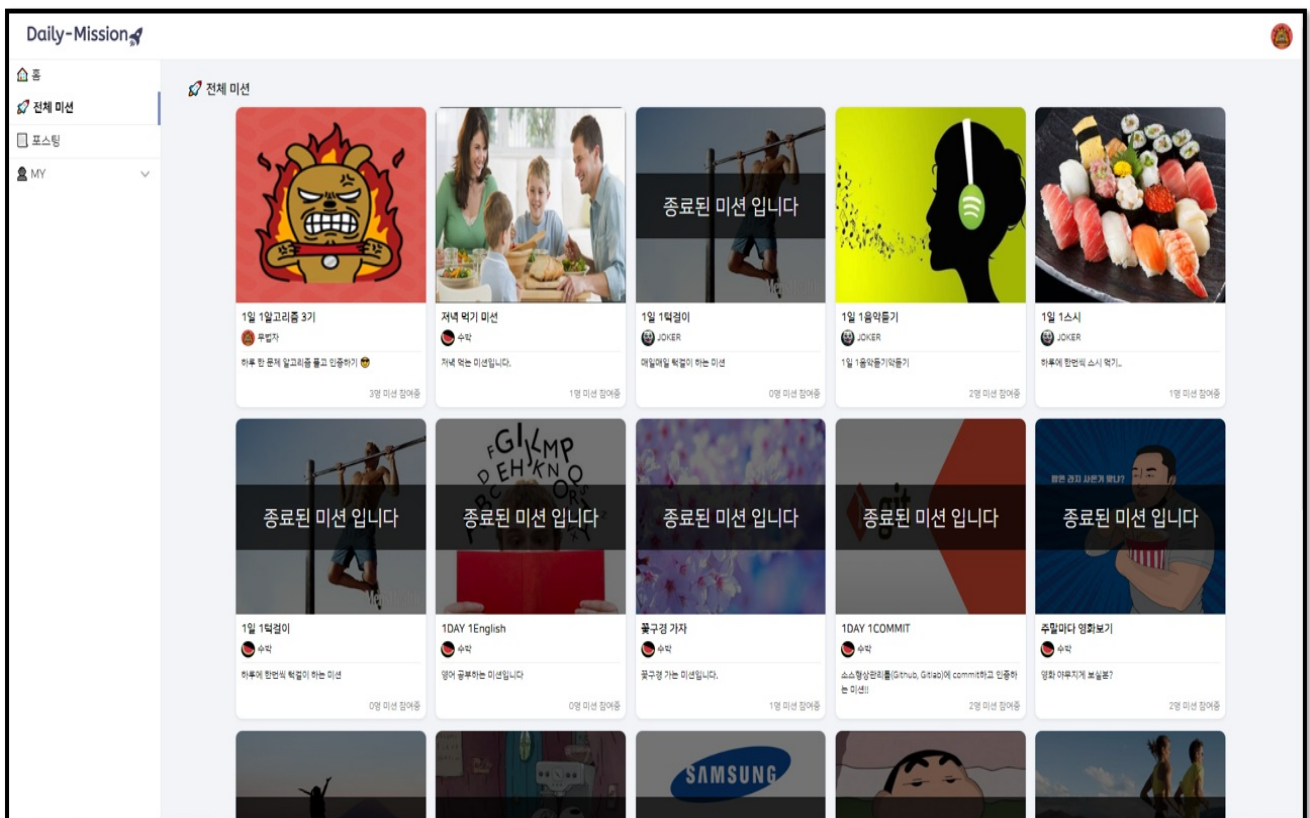 Daily-Mission
홈
전체 미션
포스팅
MY
전체 미션
종료된 미션 입니다
1일 1알고리즘 3기
무법자
하루 한 문제 알고리즘 풀고 인증하기 😎
3명 미션 참여중
저녁 먹기 미션
수박
저녁 먹는 미션입니다.
1명 미션 참여중
1일 1턱걸이
JOKER
매일매일 턱걸이 하는 미션
0명 미션 참여중
1일 1음악듣기
JOKER
1일 1음악듣기악듣기
2명 미션 참여중
1일 1스시
JOKER
하루에 한번씩 스시 먹기..
1명 미션 참여중
종료된 미션 입니다
1일 1턱걸이
수박
하루에 한번씩 턱걸이 하는 미션
0명 미션 참여중
종료된 미션 입니다
1DAY 1English
수박
영어 공부하는 미션입니다
0명 미션 참여중
종료된 미션 입니다
꽃구경 가자
수박
꽃구경 가는 미션입니다.
1명 미션 참여중
git
종료된 미션 입니다
1DAY 1COMMIT
수박
소스형상관리툴(Github, Gitlab)에 commit하고 인증하
는 미션!!
2명 미션 참여중
종료된 미션 입니다
주말마다 영화보기
수박
영화 야무지게 보실분?
2명 미션 참여중
SAMSUNG